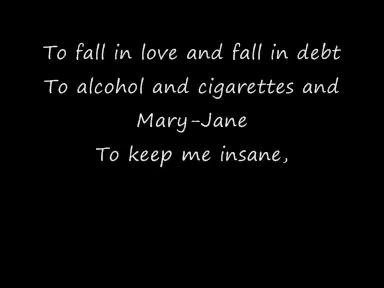 To fall in love and fall in debt
To alcohol and cigarettes and
Mary-Jane
To keep me insane,